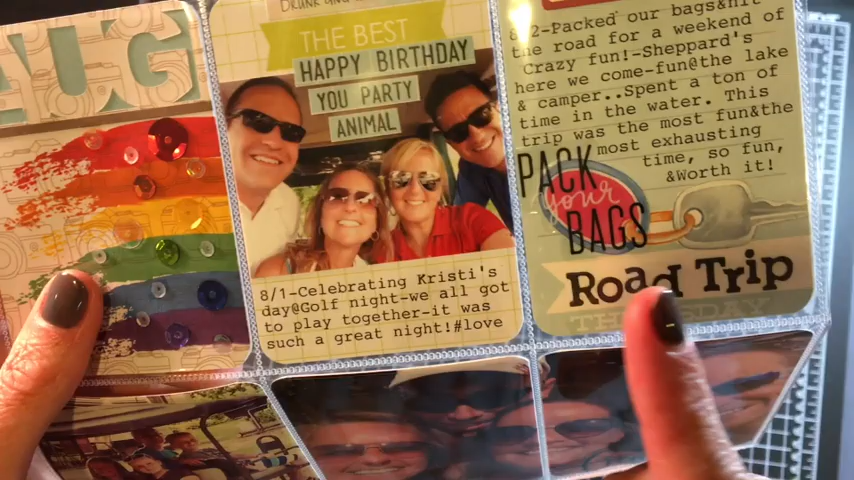 AUG
DRUNK AND
THE BEST
HAPPY BIRTHDAY
YOU PARTY
ANIMAL
8/1-Celebrating Kristi's
day@Golf night-we all got
to play together-it was
such a great night!#love
8/2-Packed our bags&hit
the road for a weekend of
Crazy fun!-Sheppard's
here we come-fun@the lake
& camper..Spent a ton of
time in the water. This
trip was the most fun&the
most exhausting
time, so fun,
&Worth it!
PACK
your
BAGS
Road Trip
THURSDAY